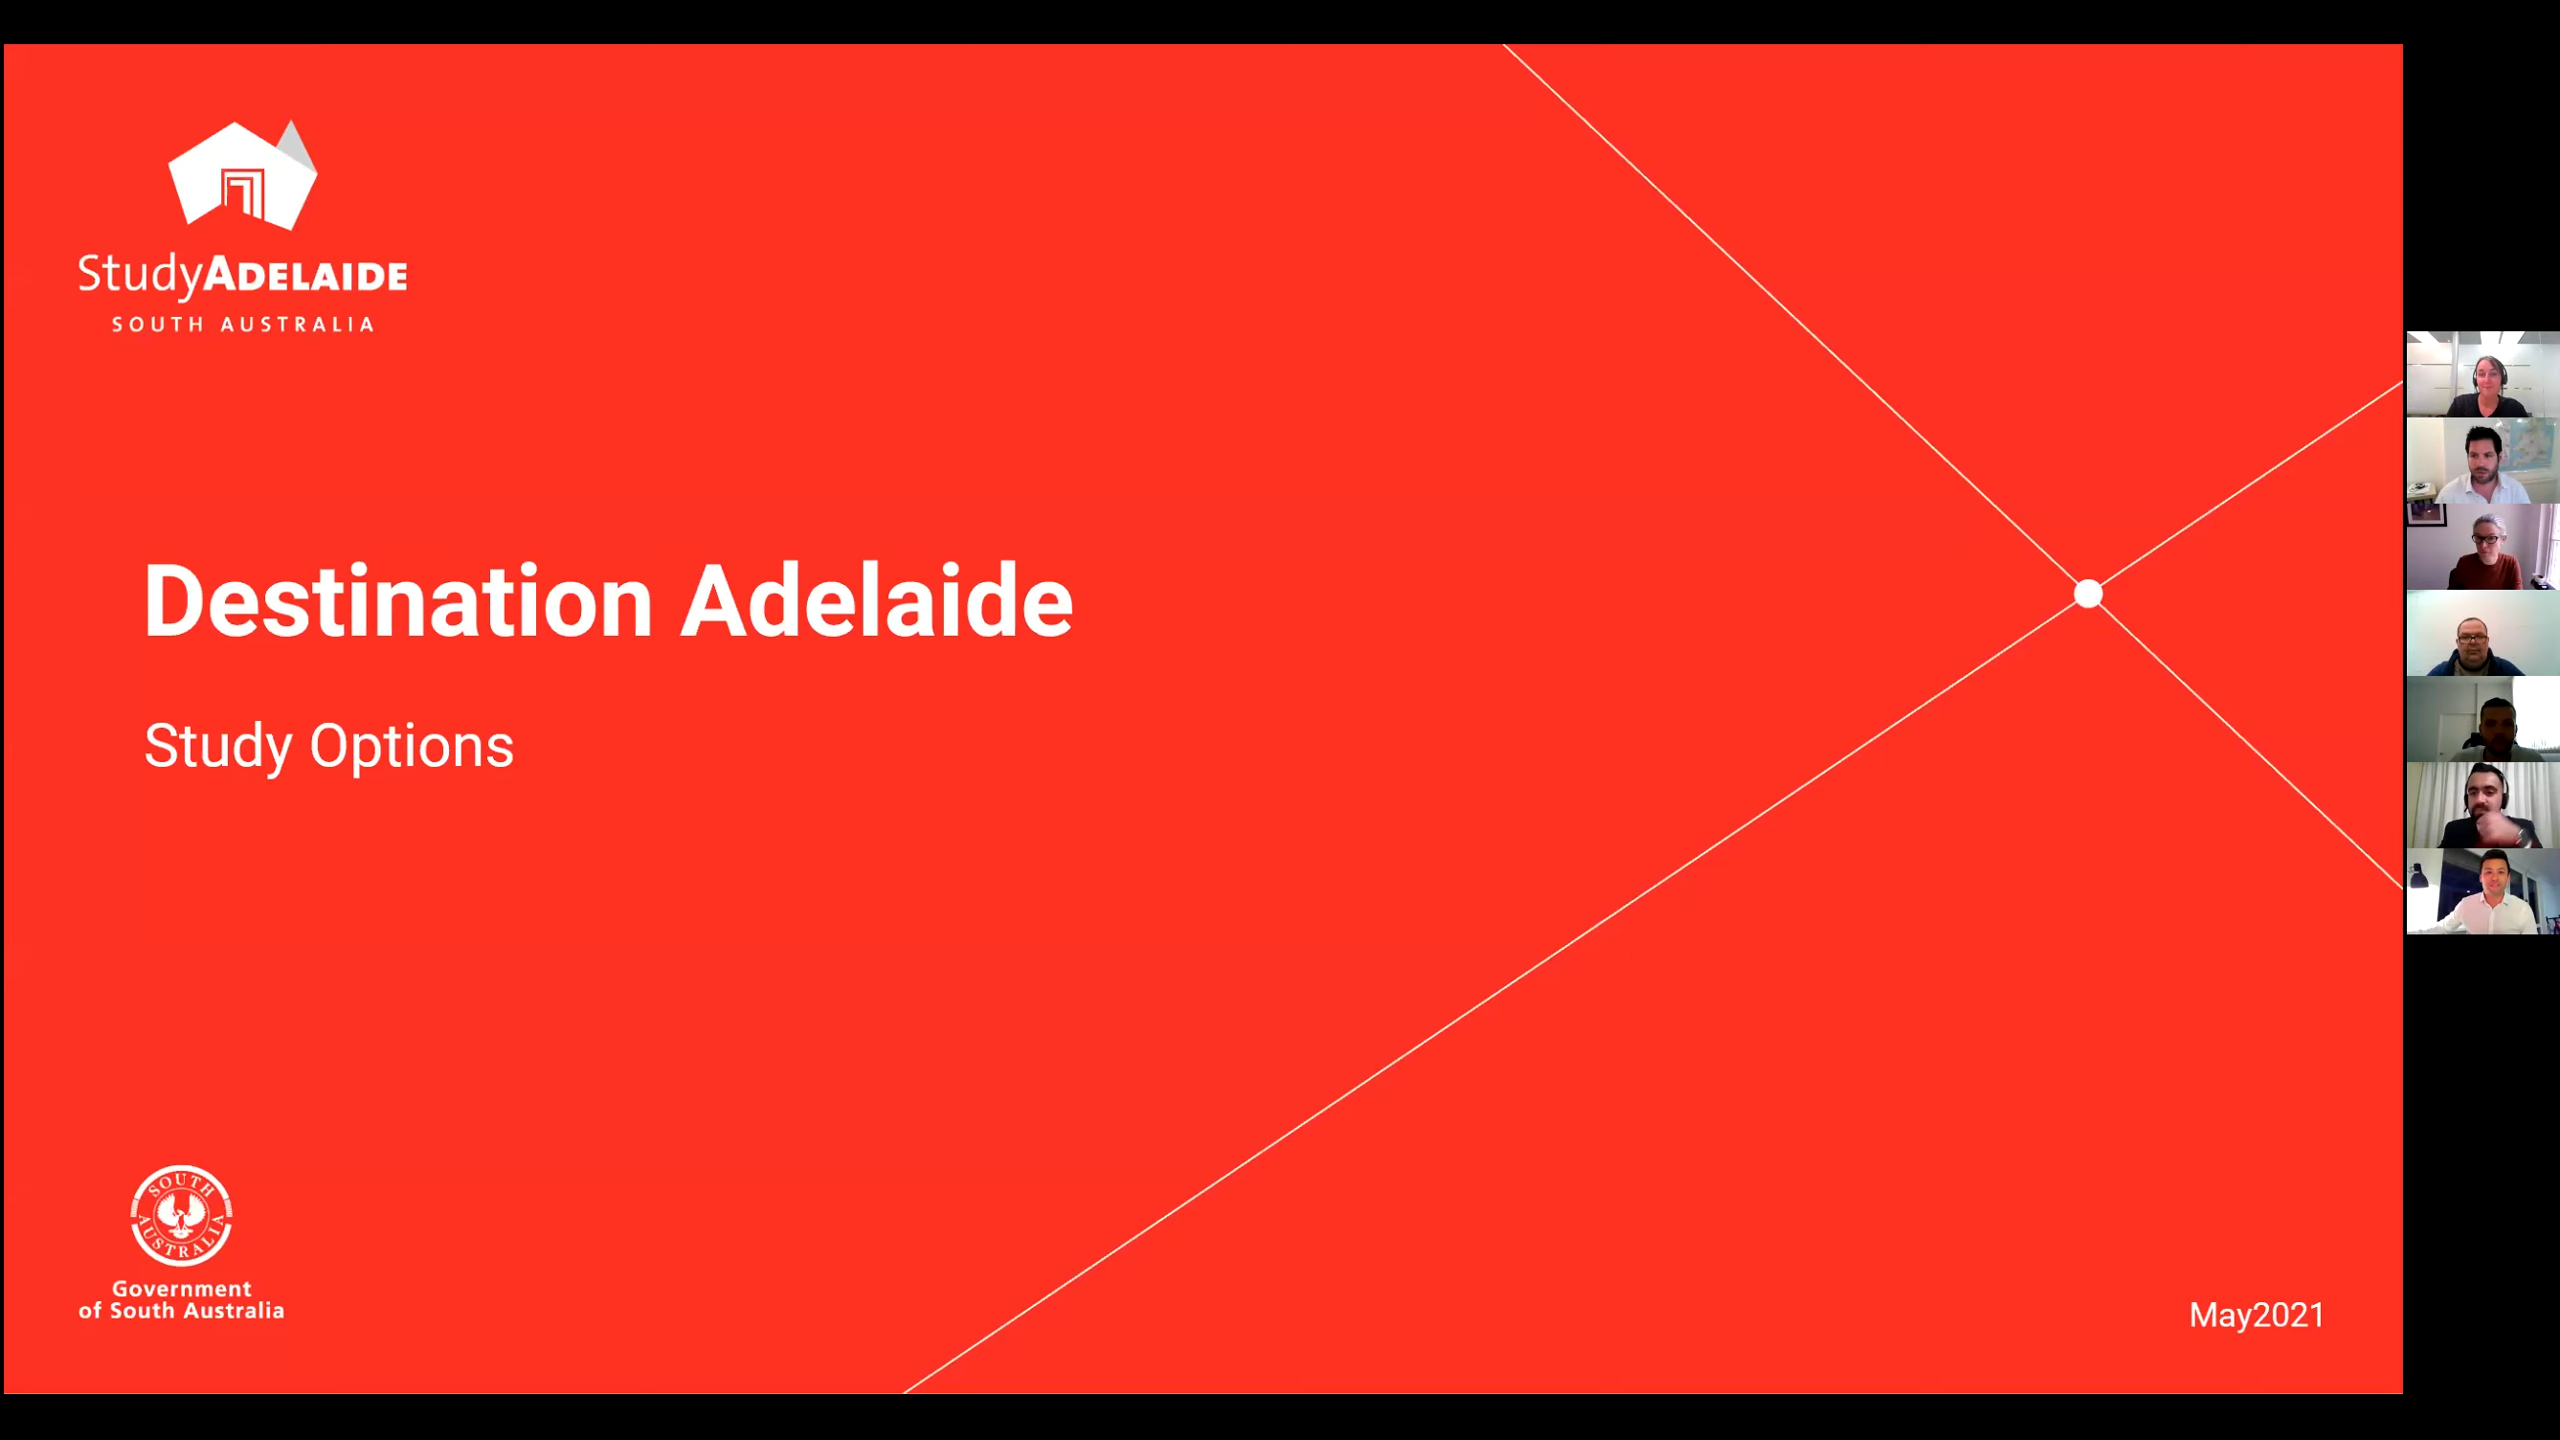 StudyADELAIDE
SOUTH AUSTRALIA
Destination Adelaide
Study Options
SOUTH
AUSTRALIA
Government
of South Australia
May2021